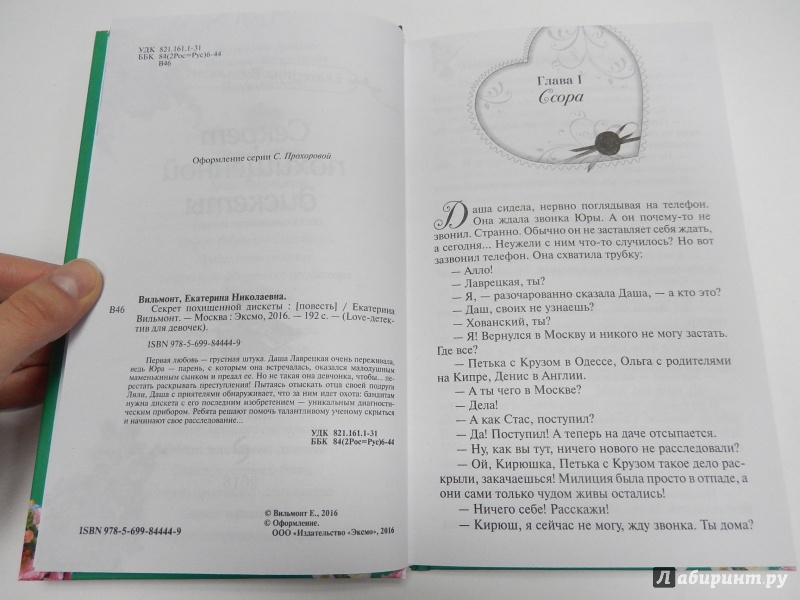 УДК 821.161.1-31
ББК 84(2Рос=Рус)6-44
В46
Оформление серии С. Прохоровой
Вильмонт, Екатерина Николаевна.
В46 Секрет похищенной дискеты : [повесть] / Екатерина
Вильмонт. — Москва : Эксмо, 2016. — 192 с. — (Love-детек-
тив для девочек).
ISBN 978-5-699-84444-9
Первая любовь — грустная штука. Даша Лаврецкая очень переживала,
ведь Юра — парень, с которым она встречалась, оказался малодушным
маменькиным сынком и предал ее. Но не такая она девчонка, чтобы... пе-
рестать раскрывать преступления! Пытаясь отыскать отца своей подруги
Ляли, Даша с приятелями обнаруживает, что за ним идет охота: бандитам
нужна дискета с его последним изобретением — уникальным диагности-
ческим прибором. Ребята решают помочь талантливому ученому скрыться
и начинают свое расследование...
УДК 821.161.1-31
ББК 84(2Рос=Рус)6-44
© Вильмонт Е., 2016
© Оформление.
ISBN 978-5-699-84444-9 ООО «Издательство «Эксмо», 2016
Глава I
Ссора
Даша сидела, нервно поглядывая на телефон.
Она ждала звонка Юры. А он почему-то не
звонил. Странно. Обычно он не заставляет себя ждать,
а сегодня... Неужели с ним что-то случилось? Но вот
зазвонил телефон. Она схватила трубку:
— Алло!
— Лаврецкая, ты?
— Я, — разочарованно сказала Даша, — а кто это?
— Даш, своих не узнаешь?
— Хованский, ты?
— Я! Вернулся в Москву и никого не могу застать.
Где все?
— Петька с Крузом в Одессе, Ольга с родителями
на Кипре, Денис в Англии.
— А ты чего в Москве?
— Дела!
— А как Стас, поступил?
— Да! Поступил! А теперь на даче отсыпается.
— Ну, как вы тут, ничего нового не расследовали?
— Ой, Кирюшка, Петька с Крузом такое дело рас-
крыли, закачаешься! Милиция была просто в отпаде, а
они сами только чудом живы остались!
— Ничего себе! Расскажи!
— Кирюш, я сейчас не могу, жду звонка. Ты дома?
Лабиринт.ру